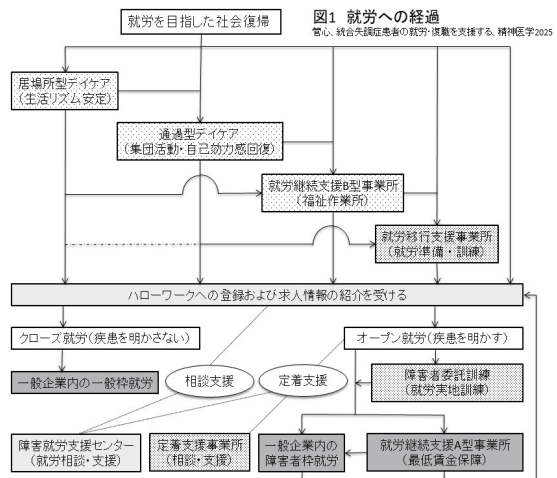 就労を目指した社会復帰
図1 就労への経過
管心、統合失調症患者の就労・復職を支援する、精神医学2025
居場所型デイケア
（生活リズム安定）
通過型デイケア
（集団活動・自己効力感回復）
就労継続支援B型事業所
（福祉作業所）
就労移行支援事業所
（就労準備・訓練）
ハローワークへの登録および求人情報の紹介を受ける
クローズ就労（疾患を明かさない）
オープン就労（疾患を明かす）
一般企業内の一般枠就労
相談支援
定着支援
障害者委託訓練
（就労実地訓練）
障害就労支援センター
（就労相談・支援）
定着支援事業所
（相談・支援）
一般企業内の
障害者枠就労
就労継続支援A型事業所
（最低賃金保障）